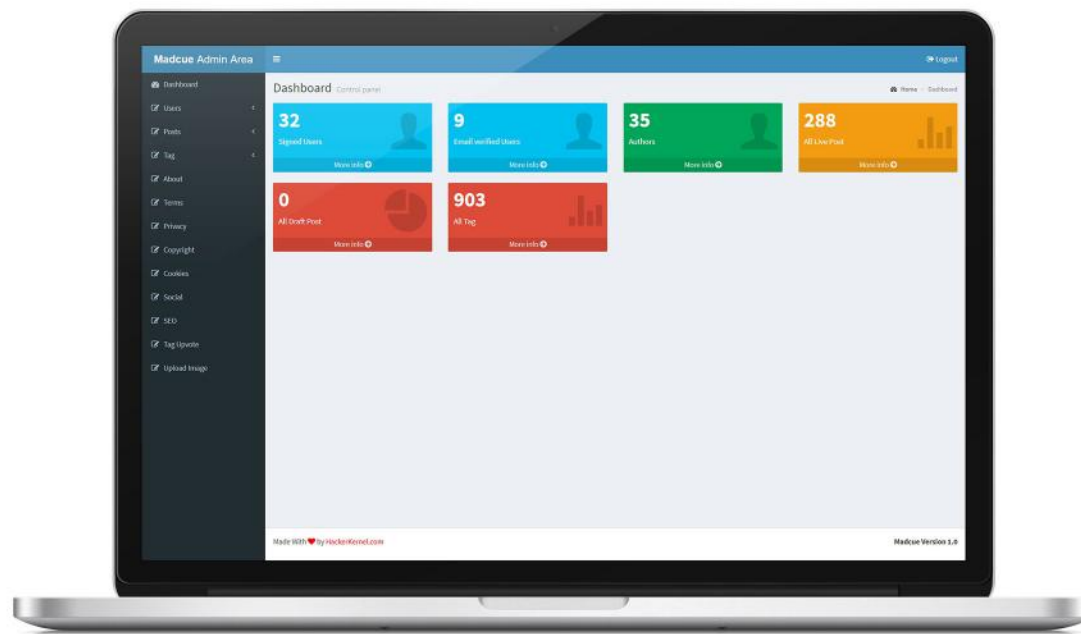 Madcue Admin Area
Logout
Dashboard
Users
Posts
Tag
About
Terms
Privacy
Copyright
Cookies
Social
SEO
Tag Upvote
Upload Image
Dashboard Control panel
Home Dashboard
32
Signed Users
More info
9
Email verified Users
More info
35
Authors
More info
288
All Live Post
More info
0
All Draft Post
More info
903
All Tag
More info
Made With ❤ by HackerKernel.com
Madcue Version 1.0